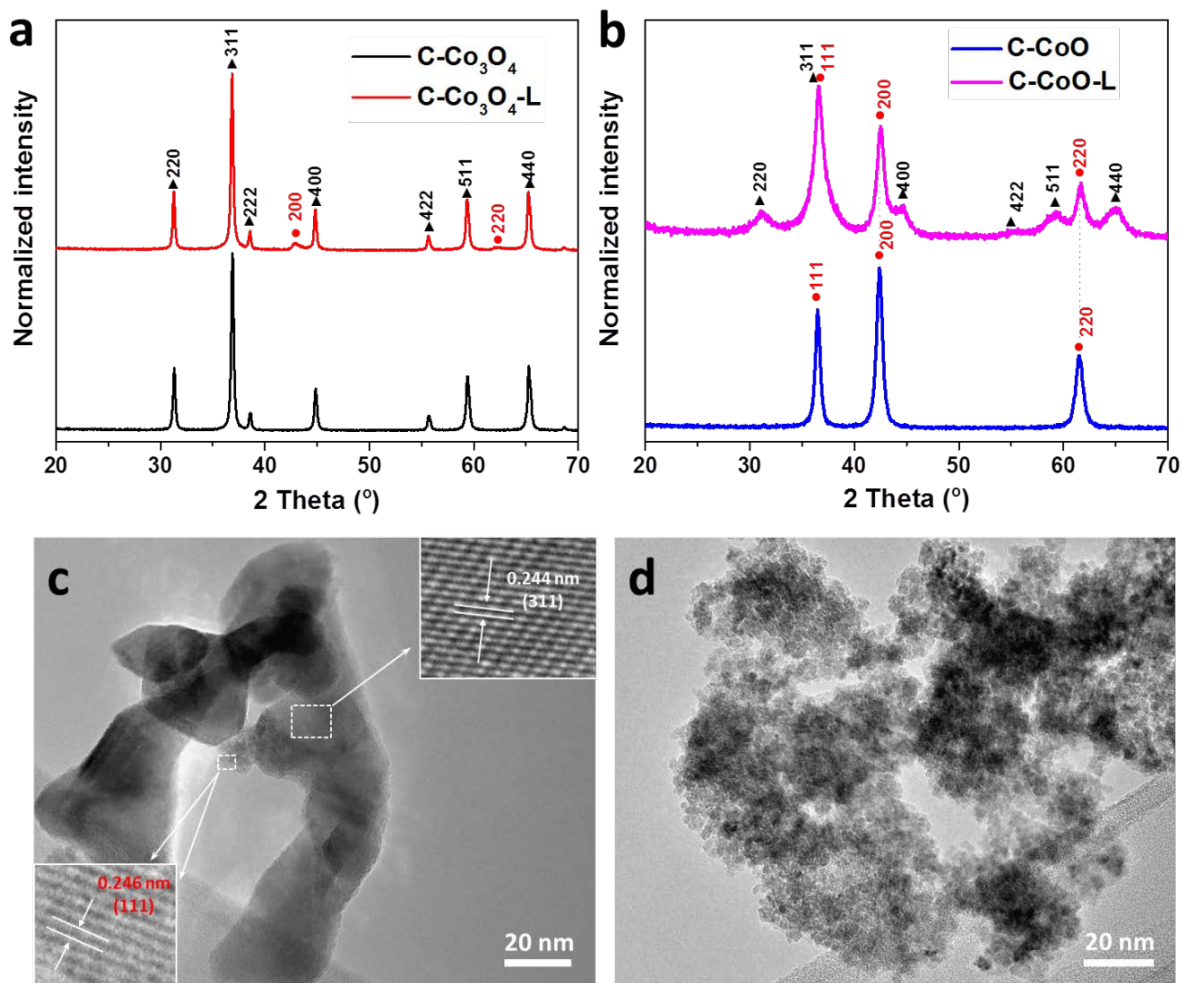 a
C-Co₃O₄
C-Co₃O₄-L
311
220
222
200
400
422
511
220
440
Normalized intensity
20 30 40 50 60 70
2 Theta (°)
b
C-CoO
C-CoO-L
311
111
200
220
400
422
511
220
440
111
200
220
Normalized intensity
20 30 40 50 60 70
2 Theta (°)
c
0.244 nm
(311)
0.246 nm
(111)
20 nm
d
20 nm